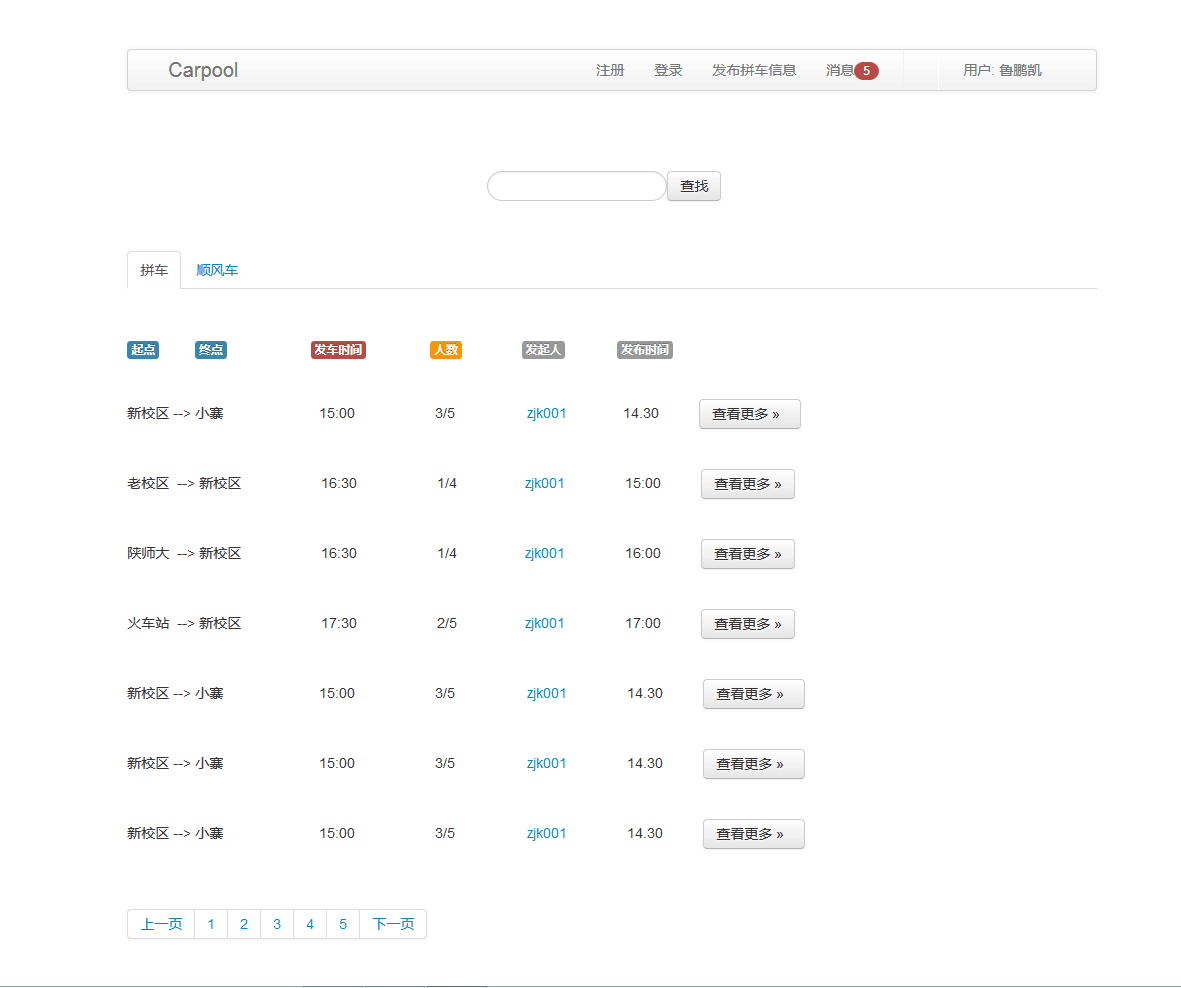 Carpool 注册 登录 发布拼车信息 消息 5 用户: 鲁鹏凯
查找
拼车 顺风车
起点 终点 发车时间 人数 发起人 发布时间
新校区 --> 小寨 15:00 3/5 zjk001 14.30 查看更多 »
老校区 --> 新校区 16:30 1/4 zjk001 15:00 查看更多 »
陕师大 --> 新校区 16:30 1/4 zjk001 16:00 查看更多 »
火车站 --> 新校区 17:30 2/5 zjk001 17:00 查看更多 »
新校区 --> 小寨 15:00 3/5 zjk001 14.30 查看更多 »
新校区 --> 小寨 15:00 3/5 zjk001 14.30 查看更多 »
新校区 --> 小寨 15:00 3/5 zjk001 14.30 查看更多 »
上一页 1 2 3 4 5 下一页